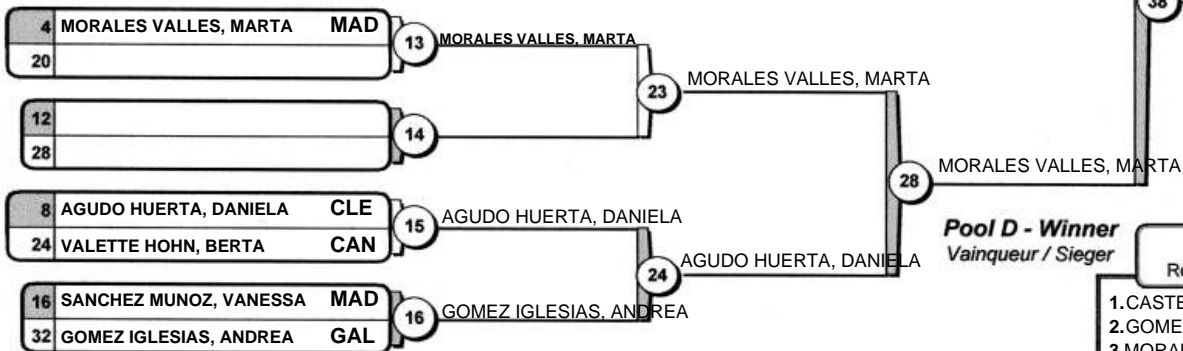 38
4 MORALES VALLES, MARTA MAD
20
13
MORALES VALLES, MARTA
23
MORALES VALLES, MARTA
12
28
14
28
MORALES VALLES, MARTA
8 AGUDO HUERTA, DANIELA CLE
24 VALETTE HOHN, BERTA CAN
15
AGUDO HUERTA, DANIELA
24
AGUDO HUERTA, DANIELA
16 SANCHEZ MUNOZ, VANESSA MAD
32 GOMEZ IGLESIAS, ANDREA GAL
16
GOMEZ IGLESIAS, ANDREA
Pool D - Winner
Vainqueur / Sieger
1.CASTE
2.GOME
3.MORAL